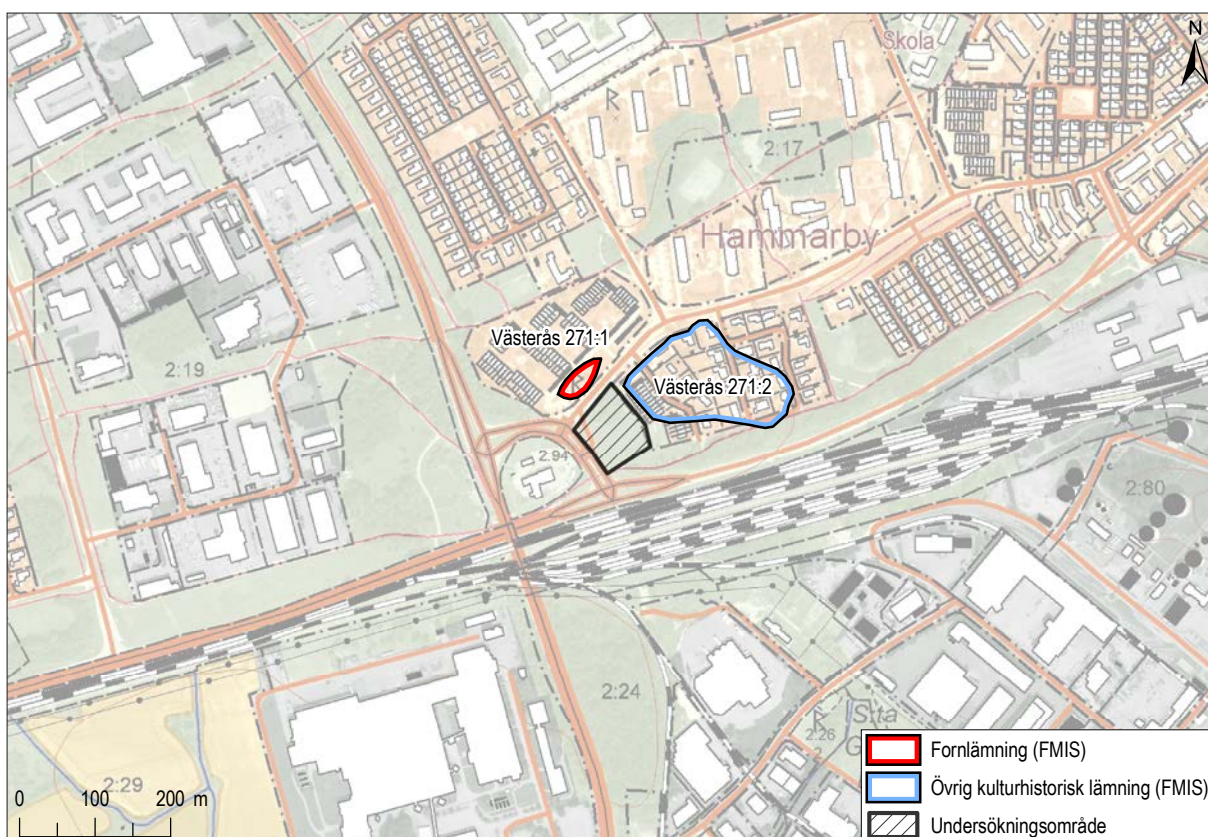 N
Skola
2:17
Hammarby
Västerås 271:1
2:19
Västerås 271:2
2:94
2:80
2:24
S:ta
2:26
2:29
0 100 200 m
Fornlämning (FMIS)
Övrig kulturhistorisk lämning (FMIS)
Undersökningsområde